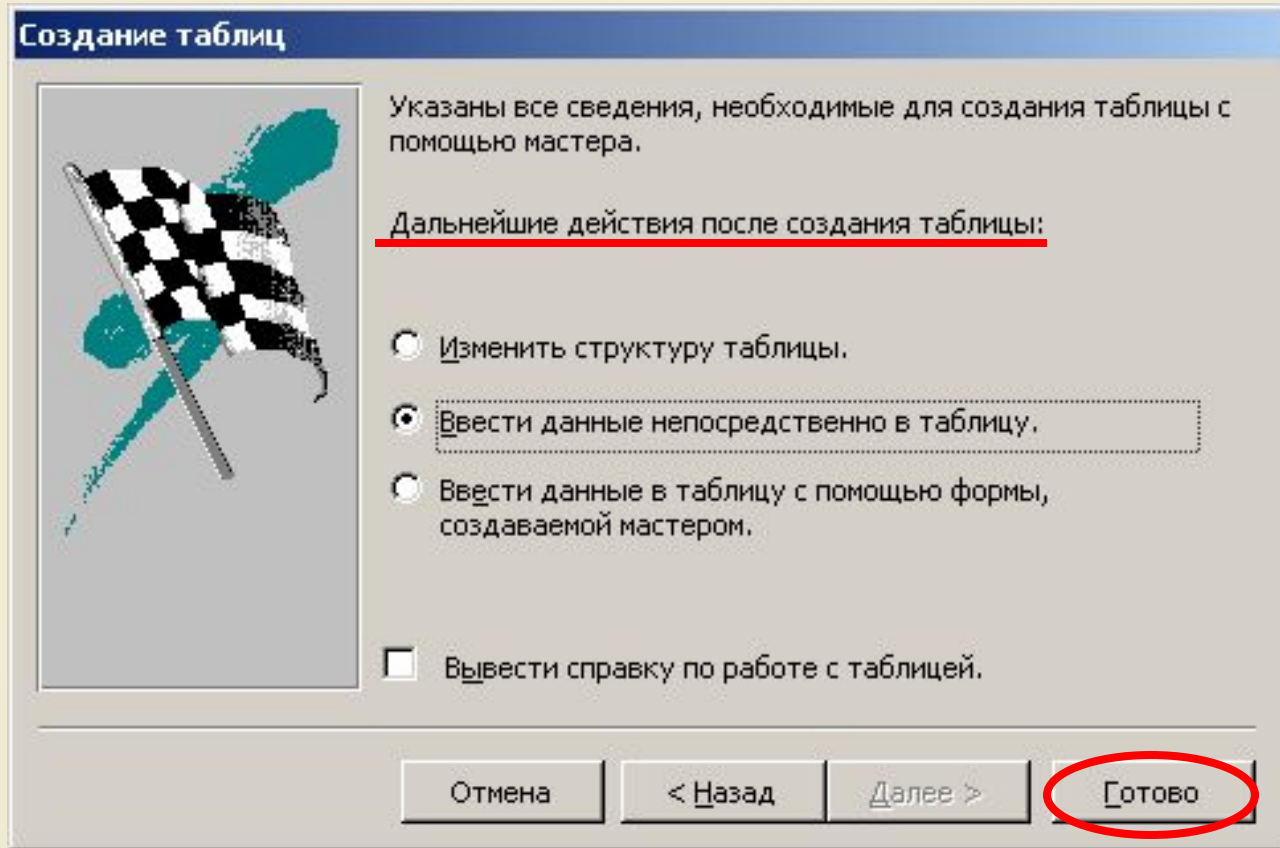 Создание таблиц
Указаны все сведения, необходимые для создания таблицы с
помощью мастера.
Дальнейшие действия после создания таблицы:
Изменить структуру таблицы.
Ввести данные непосредственно в таблицу.
Ввести данные в таблицу с помощью формы,
создаваемой мастером.
Вывести справку по работе с таблицей.
Отмена
< Назад
Далее >
Готово